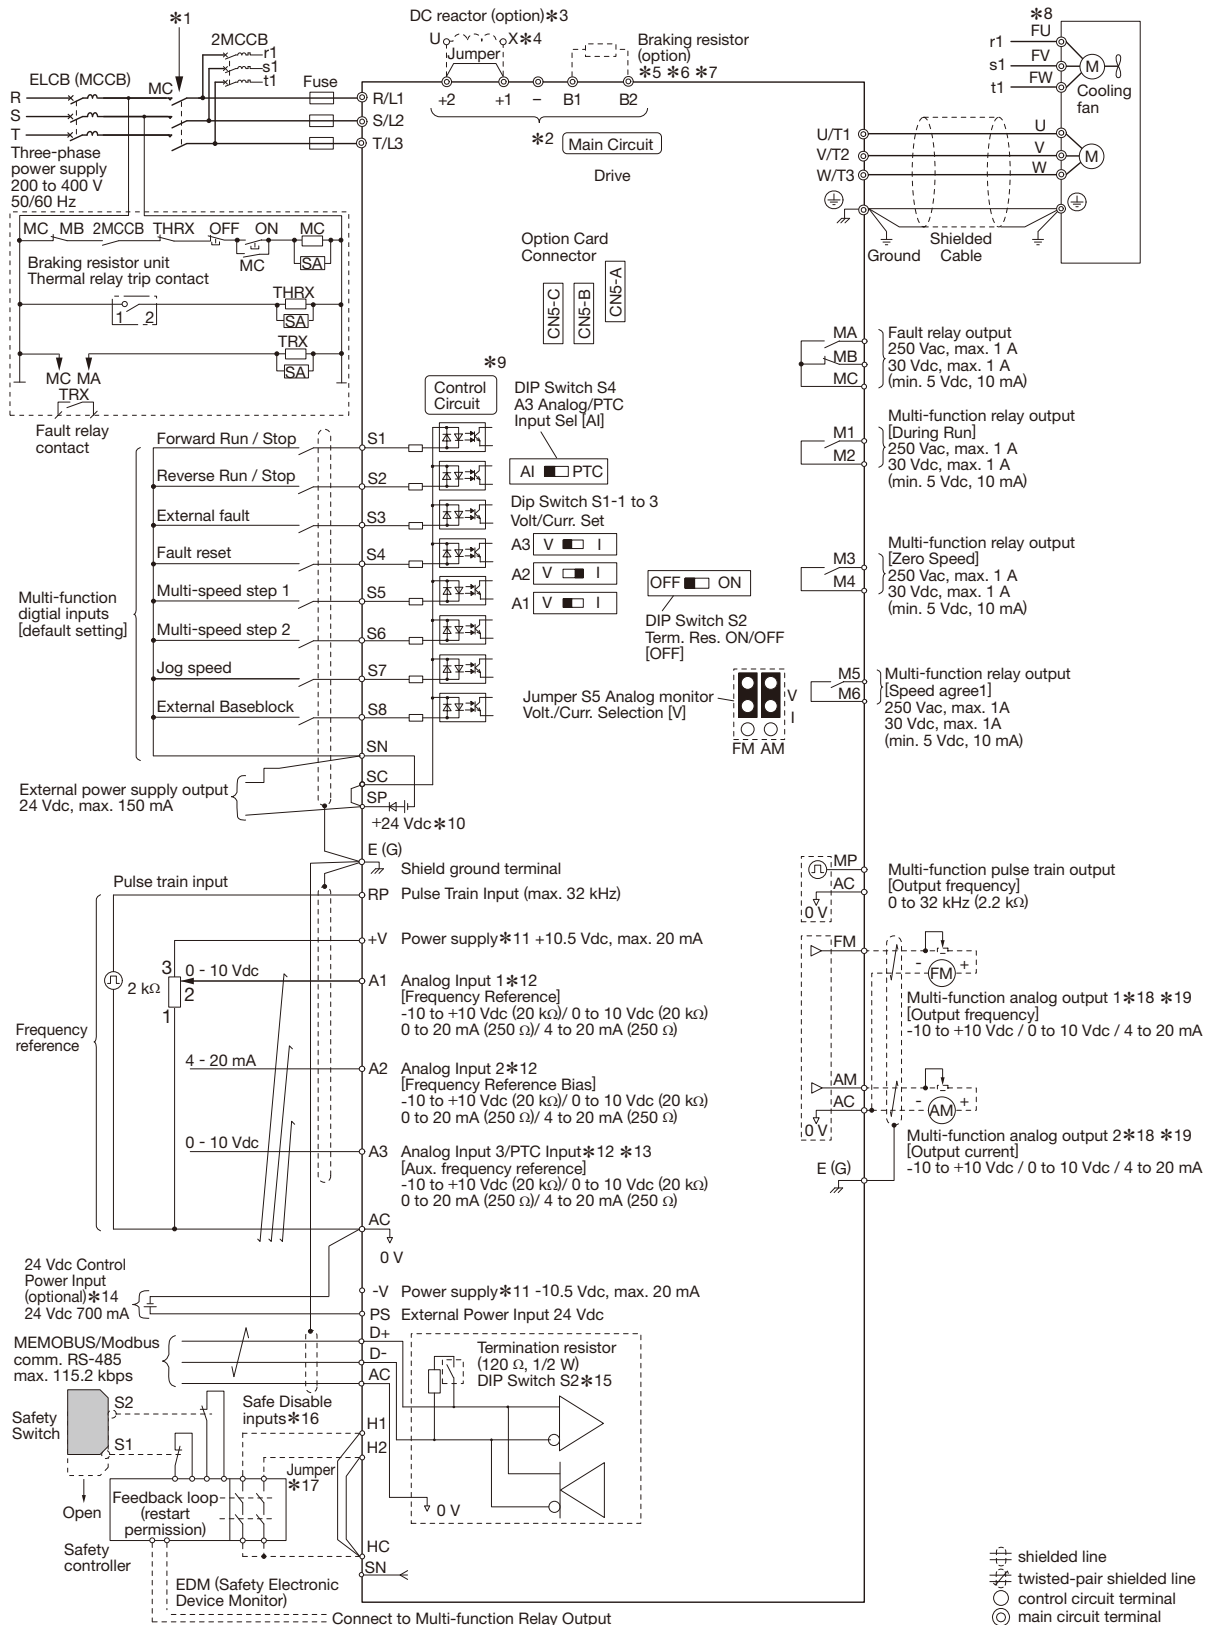 *1
DC reactor (option)*3
U X*4
Jumper
Braking resistor
(option)
*5 *6 *7
+2 +1 − B1 B2
*2 Main Circuit
Drive
2MCCB
r1
s1
t1
ELCB (MCCB)
MC
Fuse
R
S
T
R/L1
S/L2
T/L3
Three-phase
power supply
200 to 400 V
50/60 Hz
*8
r1 FU
s1 FV
t1 FW
M
Cooling
fan
U/T1 U
V/T2 V
W/T3 W
M
Ground
Shielded
Cable
MC MB 2MCCB THRX OFF ON MC
MC
SA
Braking resistor unit
Thermal relay trip contact
1 2
THRX
SA
TRX
SA
MC MA
TRX
Fault relay
contact
Option Card
Connector
CN5-C
CN5-B
CN5-A
*9
Control
Circuit
DIP Switch S4
A3 Analog/PTC
Input Sel [AI]
AI PTC
Dip Switch S1-1 to 3
Volt/Curr. Set
A3 V I
A2 V I
A1 V I
OFF ON
DIP Switch S2
Term. Res. ON/OFF
[OFF]
Jumper S5 Analog monitor
Volt./Curr. Selection [V]
V
I
FM AM
Multi-function
digtial inputs
[default setting]
Forward Run / Stop S1
Reverse Run / Stop S2
External fault S3
Fault reset S4
Multi-speed step 1 S5
Multi-speed step 2 S6
Jog speed S7
External Baseblock S8
SN
SC
SP
External power supply output
24 Vdc, max. 150 mA
+24 Vdc*10
MA
MB
MC
Fault relay output
250 Vac, max. 1 A
30 Vdc, max. 1 A
(min. 5 Vdc, 10 mA)
M1
M2
Multi-function relay output
[During Run]
250 Vac, max. 1 A
30 Vdc, max. 1 A
(min. 5 Vdc, 10 mA)
M3
M4
Multi-function relay output
[Zero Speed]
250 Vac, max. 1 A
30 Vdc, max. 1 A
(min. 5 Vdc, 10 mA)
M5
M6
Multi-function relay output
[Speed agree1]
250 Vac, max. 1A
30 Vdc, max. 1A
(min. 5 Vdc, 10 mA)
E (G)
Shield ground terminal
Pulse train input
RP Pulse Train Input (max. 32 kHz)
+V Power supply*11 +10.5 Vdc, max. 20 mA
Frequency
reference
2 kΩ
3
2
1
0 - 10 Vdc
A1 Analog Input 1*12
[Frequency Reference]
-10 to +10 Vdc (20 kΩ)/ 0 to 10 Vdc (20 kΩ)
0 to 20 mA (250 Ω)/ 4 to 20 mA (250 Ω)
4 - 20 mA
A2 Analog Input 2*12
[Frequency Reference Bias]
-10 to +10 Vdc (20 kΩ)/ 0 to 10 Vdc (20 kΩ)
0 to 20 mA (250 Ω)/ 4 to 20 mA (250 Ω)
0 - 10 Vdc
A3 Analog Input 3/PTC Input*12 *13
[Aux. frequency reference]
-10 to +10 Vdc (20 kΩ)/ 0 to 10 Vdc (20 kΩ)
0 to 20 mA (250 Ω)/ 4 to 20 mA (250 Ω)
AC
0 V
MP
AC
0 V
Multi-function pulse train output
[Output frequency]
0 to 32 kHz (2.2 kΩ)
FM
- +
FM
Multi-function analog output 1*18 *19
[Output frequency]
-10 to +10 Vdc / 0 to 10 Vdc / 4 to 20 mA
AM
AC
0 V
- +
AM
Multi-function analog output 2*18 *19
[Output current]
-10 to +10 Vdc / 0 to 10 Vdc / 4 to 20 mA
E (G)
24 Vdc Control
Power Input
(optional)*14
24 Vdc 700 mA
-V Power supply*11 -10.5 Vdc, max. 20 mA
PS External Power Input 24 Vdc
MEMOBUS/Modbus
comm. RS-485
max. 115.2 kbps
D+
D-
AC
Termination resistor
(120 Ω, 1/2 W)
DIP Switch S2*15
0 V
Safety
Switch
S2
S1
Open
Safe Disable
inputs*16
H1
H2
Jumper
*17
Feedback loop
(restart
permission)
Safety
controller
HC
SN
EDM (Safety Electronic
Device Monitor)
Connect to Multi-function Relay Output
shielded line
twisted-pair shielded line
control circuit terminal
main circuit terminal